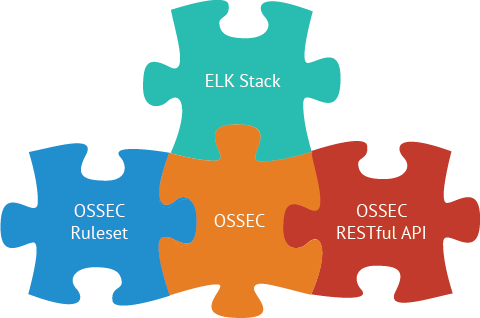 ELK Stack
OSSEC
Ruleset
OSSEC
OSSEC
RESTful API